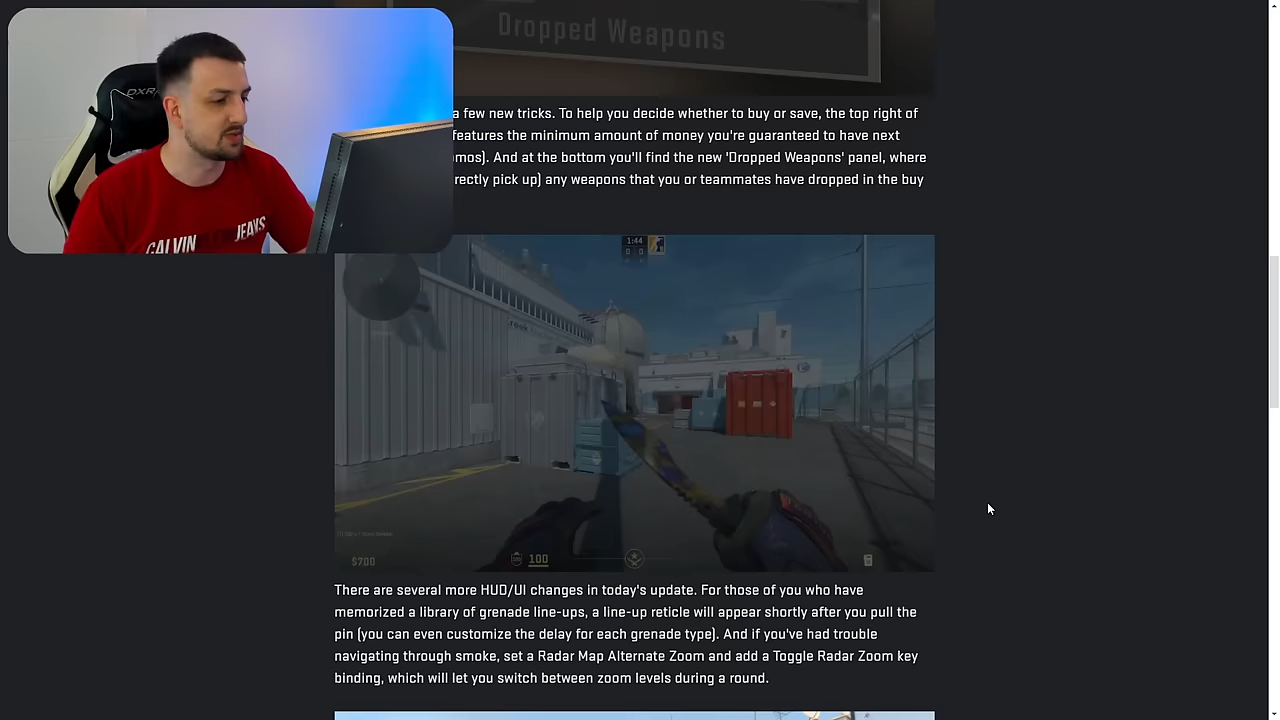 Dropped Weapons
DXR
a few new tricks. To help you decide whether to buy or save, the top right of
features the minimum amount of money you're guaranteed to have next
mos). And at the bottom you'll find the new 'Dropped Weapons' panel, where
rectly pick up) any weapons that you or teammates have dropped in the buy
CALVIN JEANS
1:44
0 0
$700
100
There are several more HUD/UI changes in today's update. For those of you who have
memorized a library of grenade line-ups, a line-up reticle will appear shortly after you pull the
pin (you can even customize the delay for each grenade type). And if you've had trouble
navigating through smoke, set a Radar Map Alternate Zoom and add a Toggle Radar Zoom key
binding, which will let you switch between zoom levels during a round.